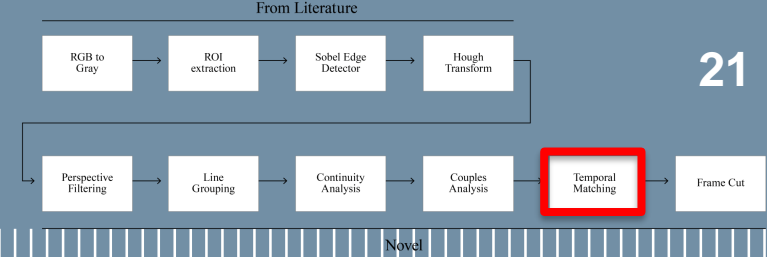 From Literature
RGB to
Gray
ROI
extraction
Sobel Edge
Detector
Hough
Transform
21
Perspective
Filtering
Line
Grouping
Continuity
Analysis
Couples
Analysis
Temporal
Matching
Frame Cut
Novel